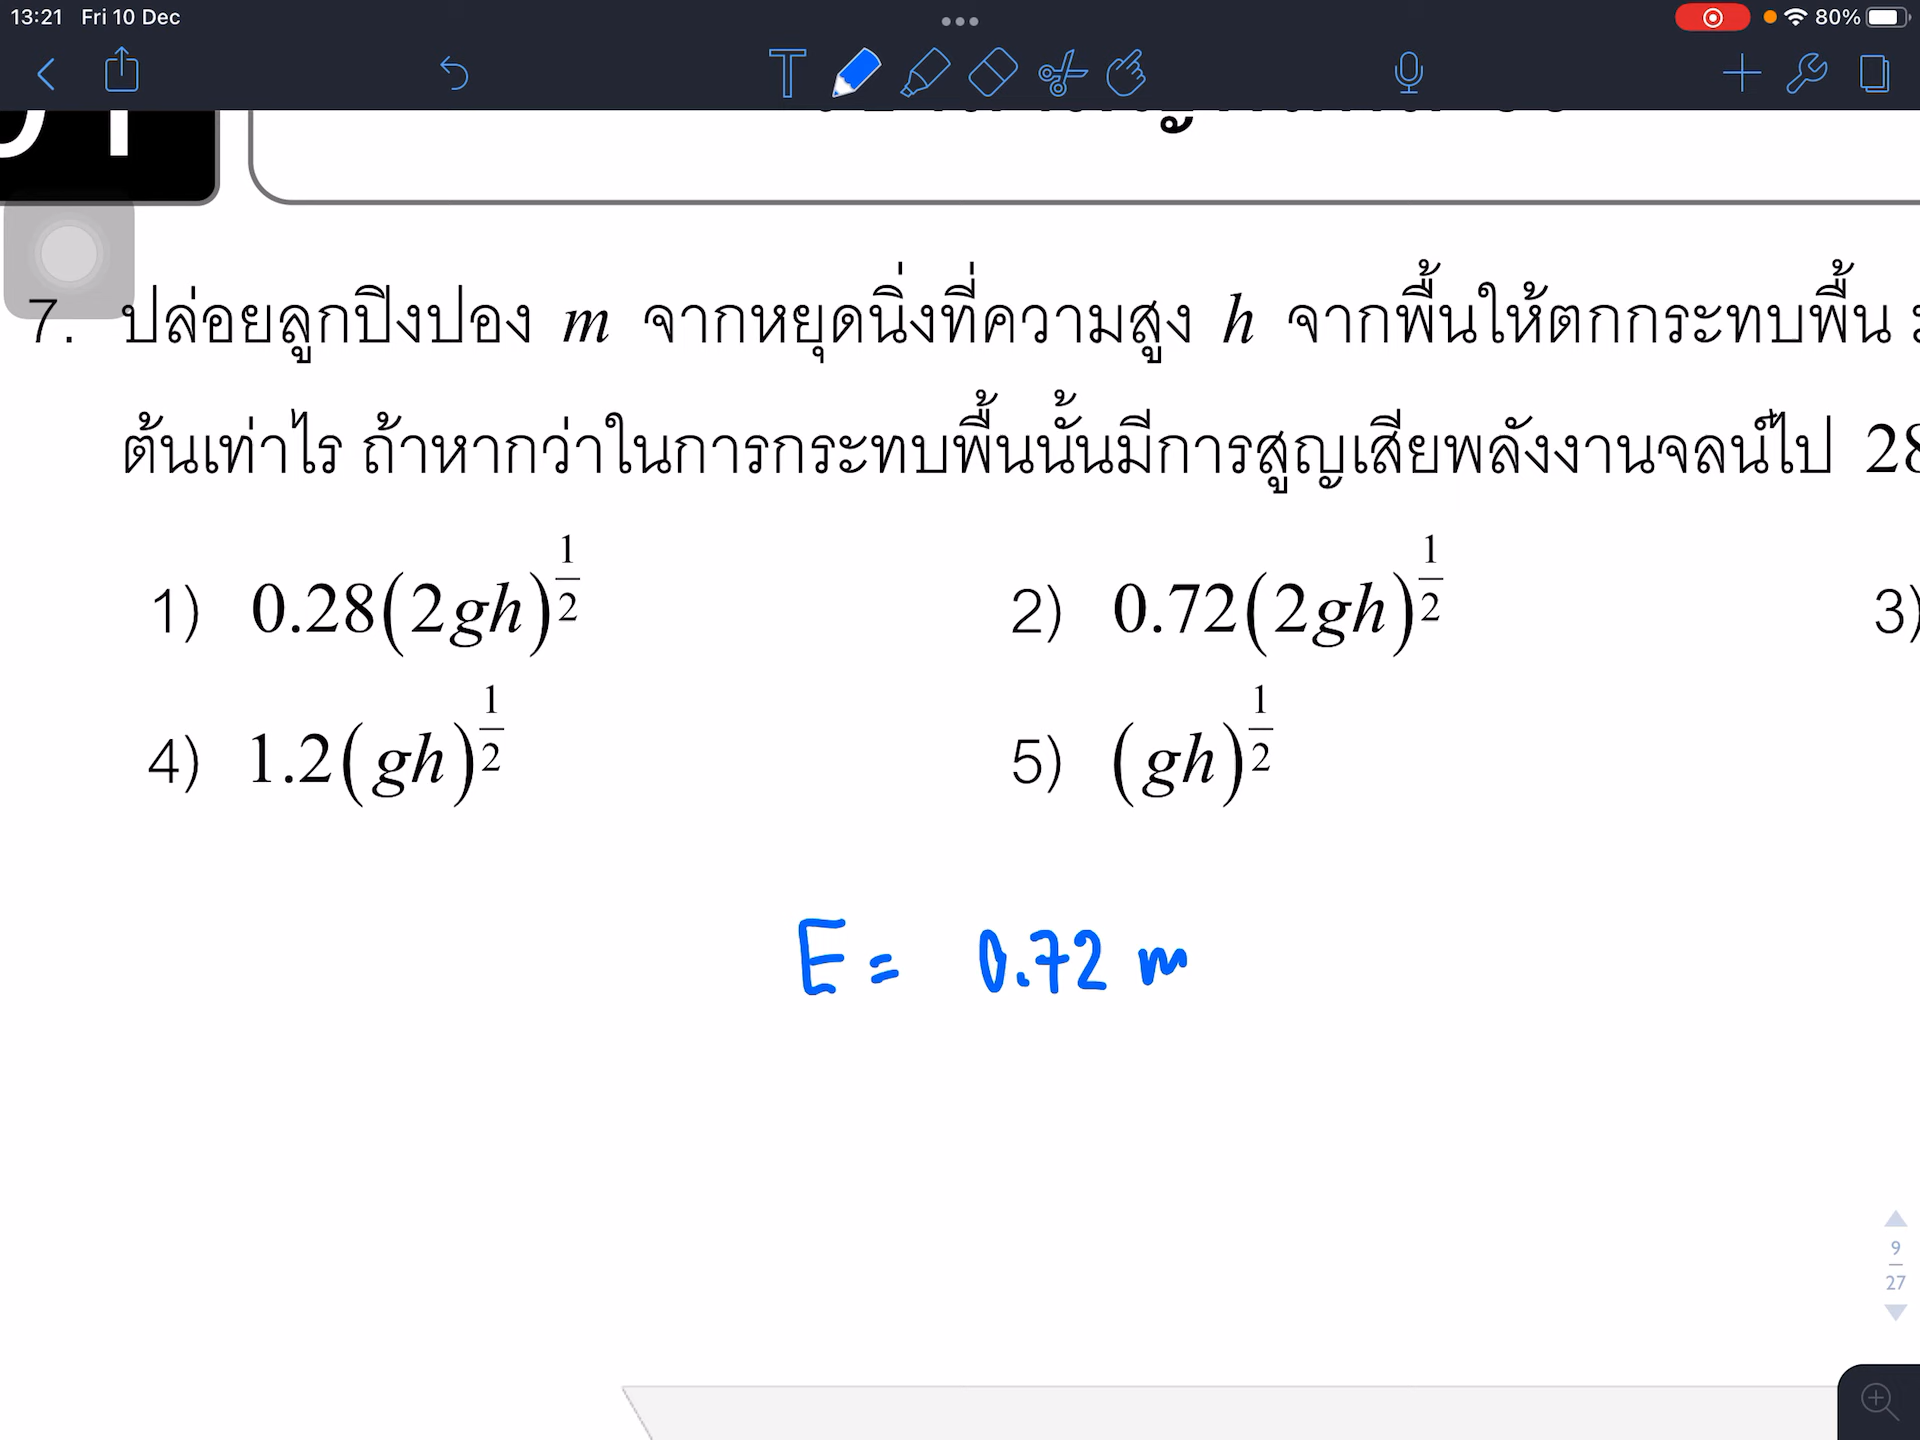 13:21 Fri 10 Dec
80%
7. ปล่อยลูกปิงปอง m จากหยุดนิ่งที่ความสูง h จากพื้นให้ตกกระทบพื้น
ต้นเท่าไร ถ้าหากว่าในการกระทบพื้นนั้นมีการสูญเสียพลังงานจลน์ไป 28
1) 0.28(2gh)^{1/2} 2) 0.72(2gh)^{1/2} 3)
4) 1.2(gh)^{1/2} 5) (gh)^{1/2}
E = 0.72 m
9
27